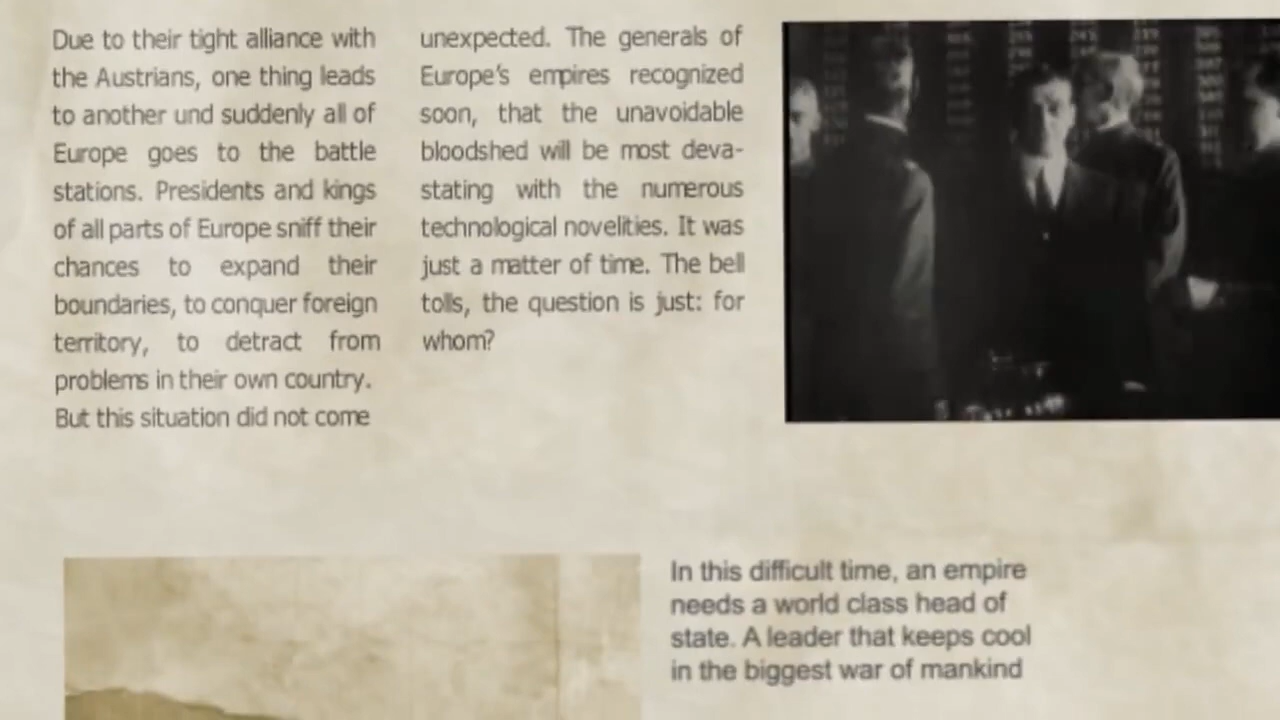 Due to their tight alliance with
the Austrians, one thing leads
to another und suddenly all of
Europe goes to the battle
stations. Presidents and kings
of all parts of Europe sniff their
chances to expand their
boundaries, to conquer foreign
territory, to detract from
problems in their own country.
But this situation did not come
unexpected. The generals of
Europe's empires recognized
soon, that the unavoidable
bloodshed will be most deva-
stating with the numerous
technological novelities. It was
just a matter of time. The bell
tolls, the question is just: for
whom?
In this difficult time, an empire
needs a world class head of
state. A leader that keeps cool
in the biggest war of mankind